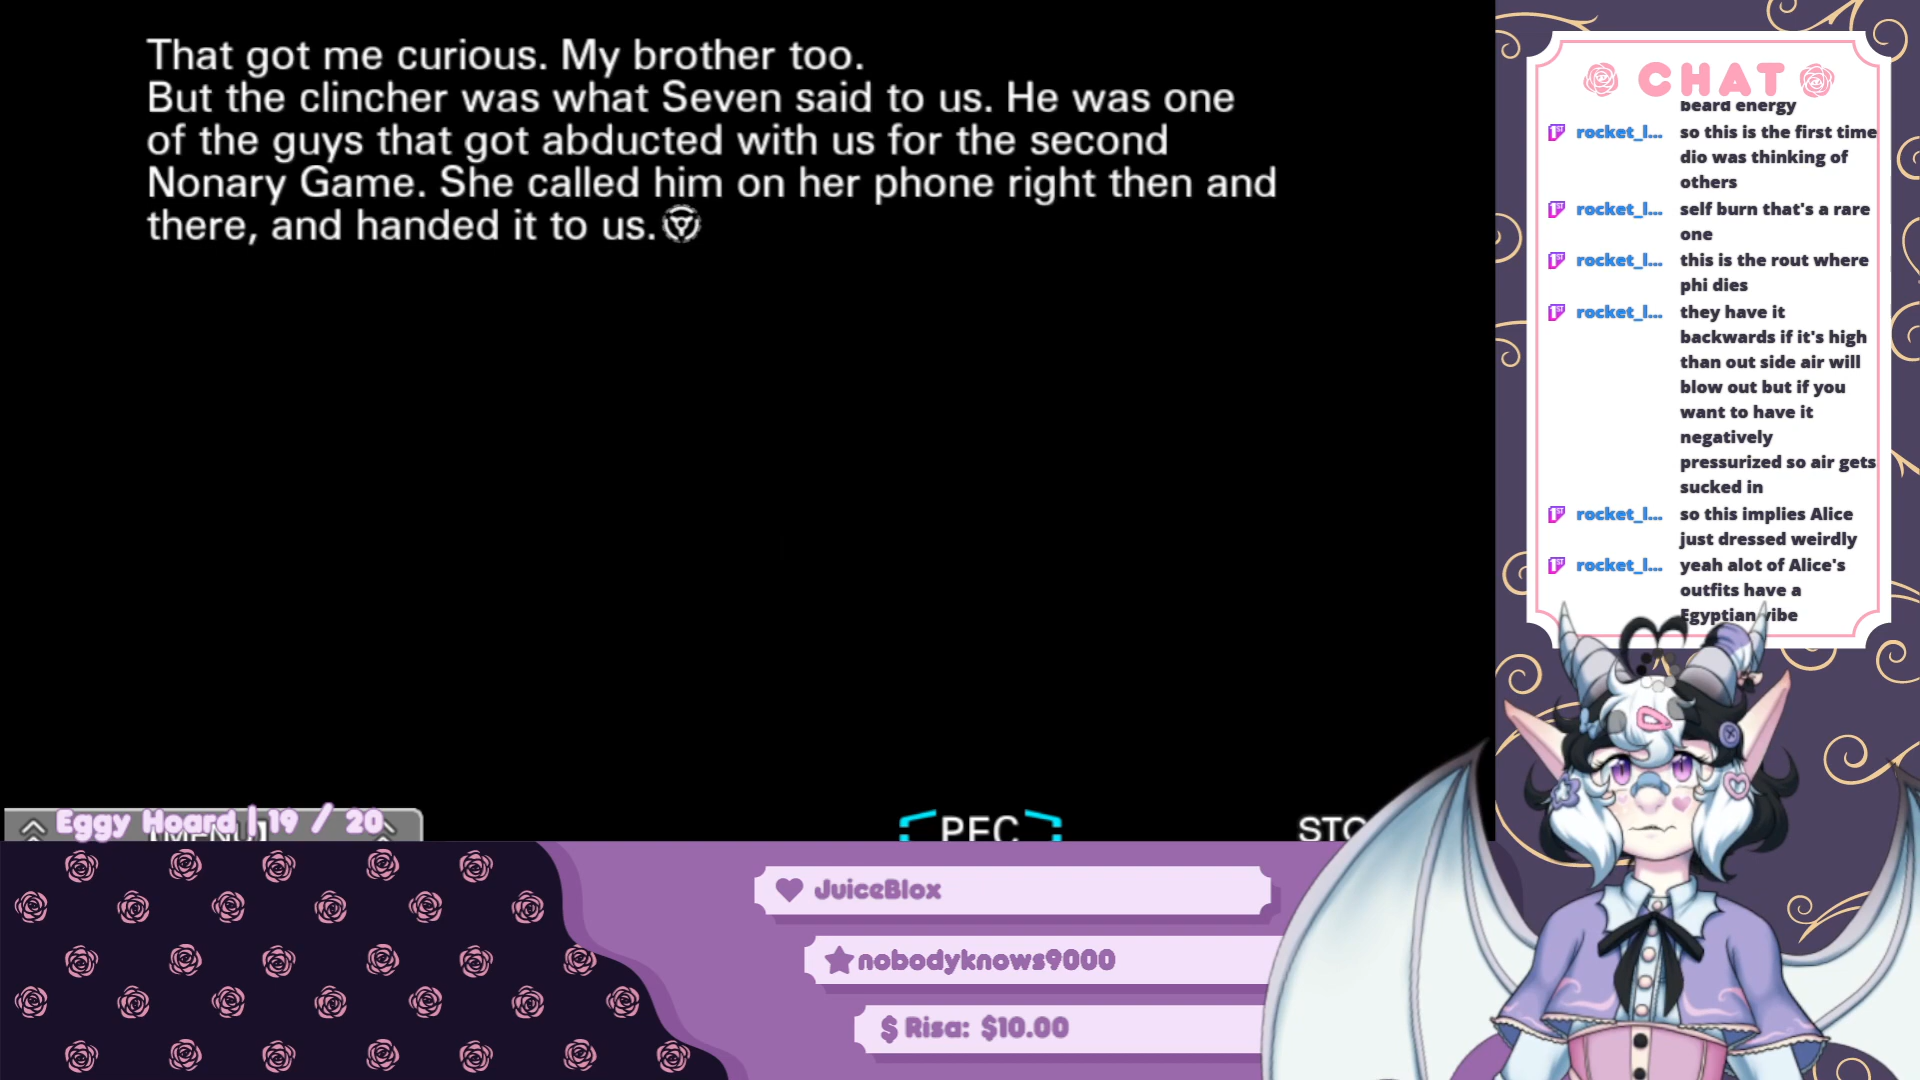 That got me curious. My brother too.
But the clincher was what Seven said to us. He was one
of the guys that got abducted with us for the second
Nonary Game. She called him on her phone right then and
there, and handed it to us.
CHAT
beard energy
rocket_l... so this is the first time
dio was thinking of
others
rocket_l... self burn that's a rare
one
rocket_l... this is the rout where
phi dies
rocket_l... they have it
backwards if it's high
than out side air will
blow out but if you
want to have it
negatively
pressurized so air gets
sucked in
rocket_l... so this implies Alice
just dressed weirdly
rocket_l... yeah alot of Alice's
outfits have a
Egyptian vibe
Eggy Hoard | 19 / 20
MENU
REC
STO
JuiceBlox
nobodyknows9000
$ Risa: $10.00